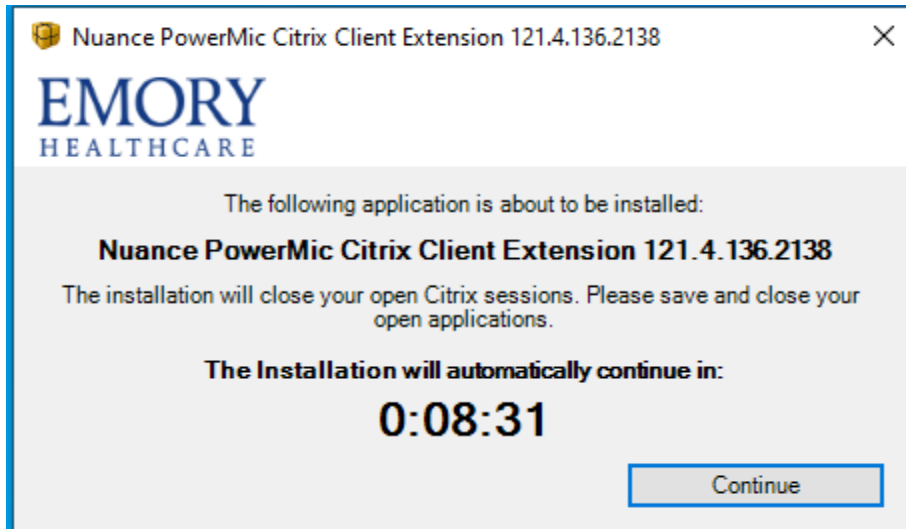 Nuance PowerMic Citrix Client Extension 121.4.136.2138
EMORY
HEALTHCARE
The following application is about to be installed:
Nuance PowerMic Citrix Client Extension 121.4.136.2138
The installation will close your open Citrix sessions. Please save and close your
open applications.
The Installation will automatically continue in:
0:08:31
Continue